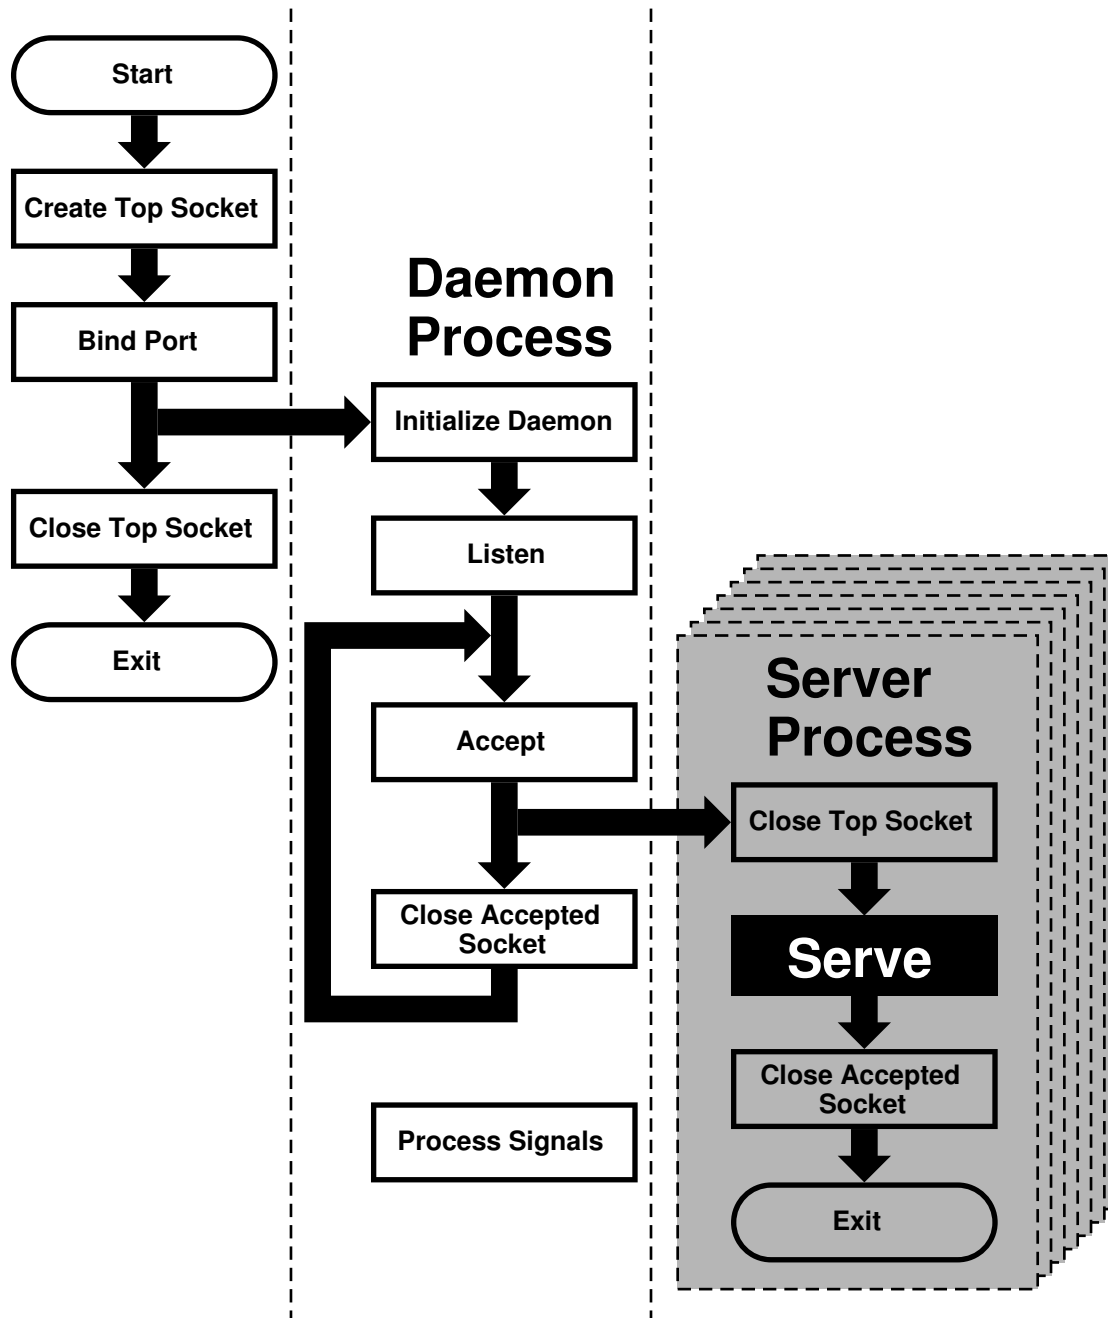 Start
Create Top Socket
Bind Port
Close Top Socket
Exit
Daemon
Process
Initialize Daemon
Listen
Accept
Close Accepted
Socket
Process Signals
Server
Process
Close Top Socket
Serve
Close Accepted
Socket
Exit